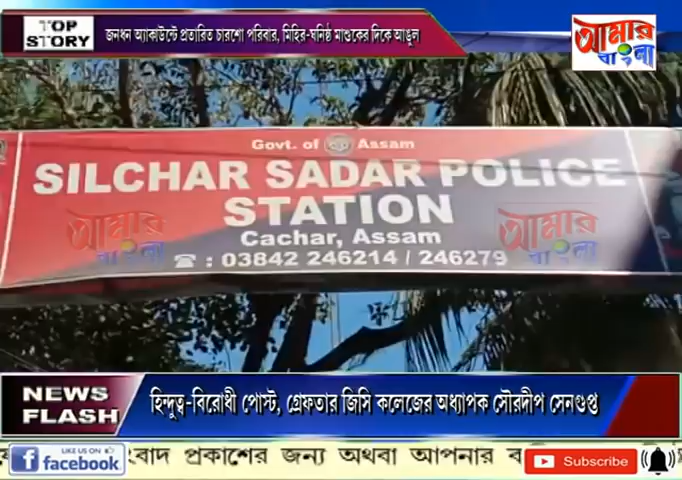 TOP
STORY
জনধন অ্যাকাউন্টে প্রতারিত চারশো পরিবার, মিহির-ঘনিষ্ঠ মাশুকের দিকে আঙুল
আমার
বাংলা
Govt. of Assam
SILCHAR SADAR POLICE
STATION
Cachar, Assam
☎ : 03842 246214 / 246279
আমার
বাংলা
আমার
বাংলা
NEWS
FLASH
হিন্দুত্ব-বিরোধী পোস্ট, গ্রেফতার জিসি কলেজের অধ্যাপক সৌরদীপ সেনগুপ্ত
LIKE US ON
facebook
প্রকাশের জন্য অথবা আপনার
Subscribe